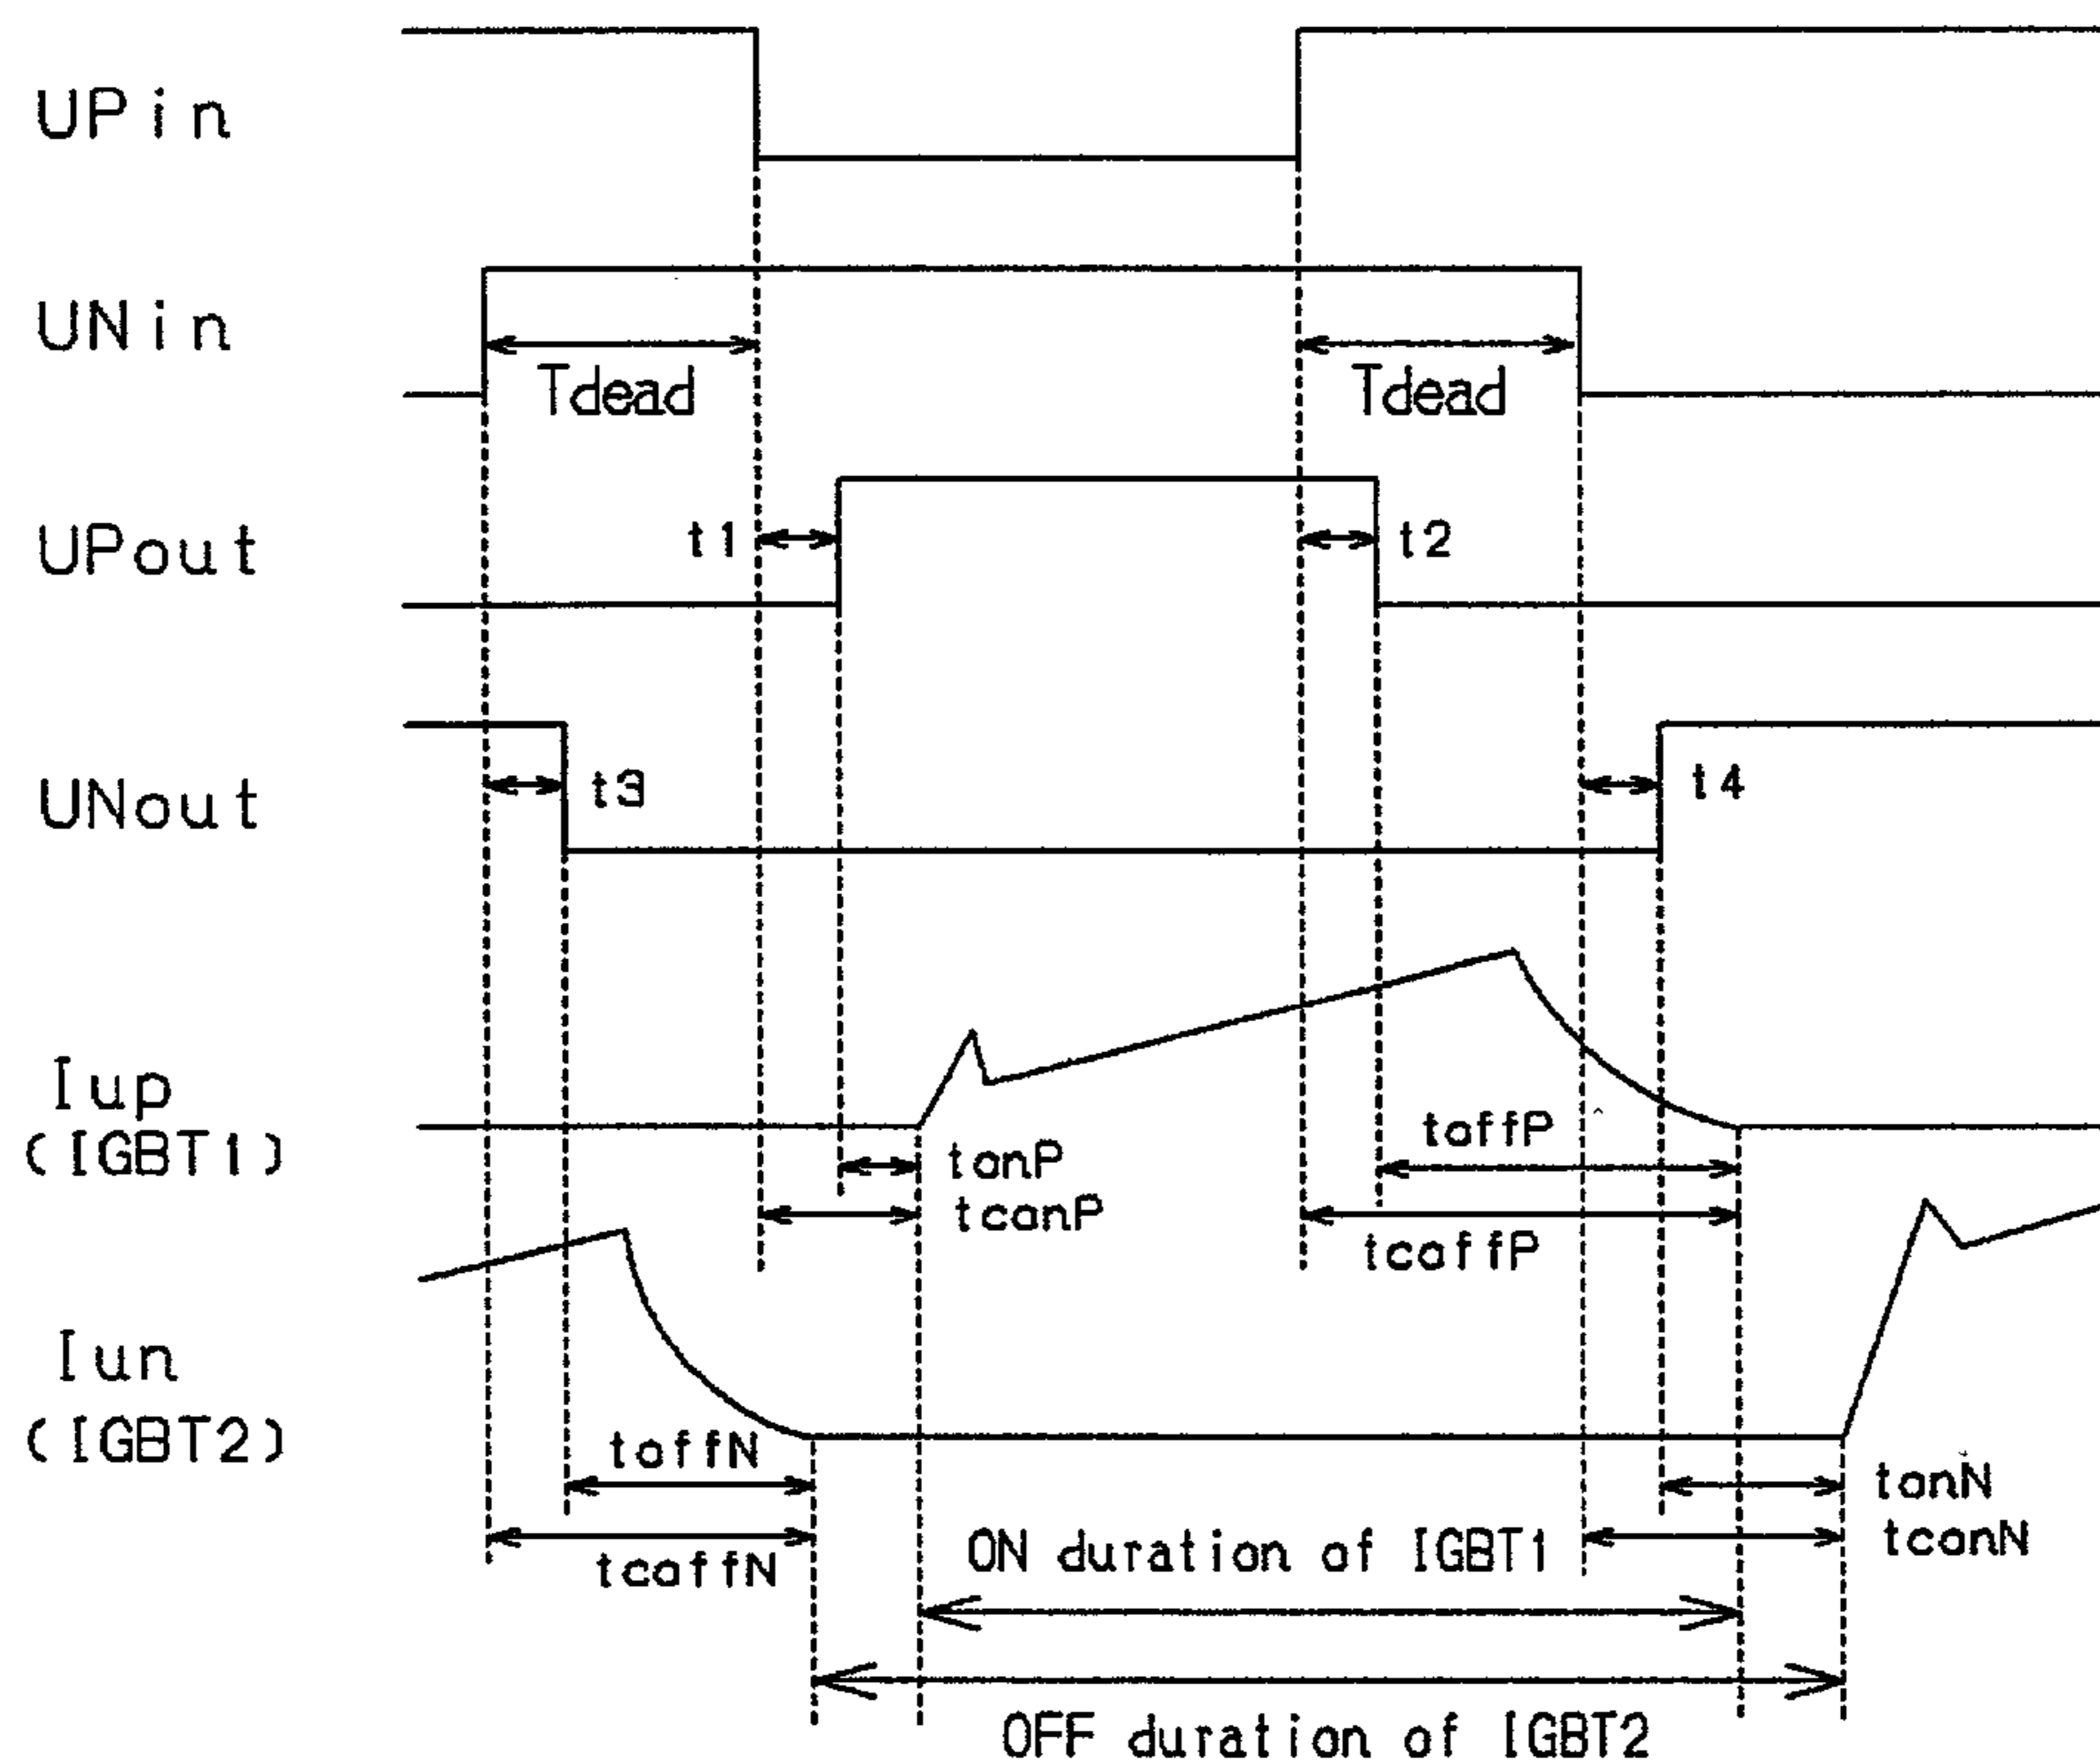 UPin
UNin
Tdead
Tdead
UPout
t1
t2
UNout
t3
t4
Iup
(IGBT1)
tonP
tconP
toffP
tcoffP
Iun
(IGBT2)
toffN
tcoffN
tonN
tconN
ON duration of IGBT1
OFF duration of IGBT2